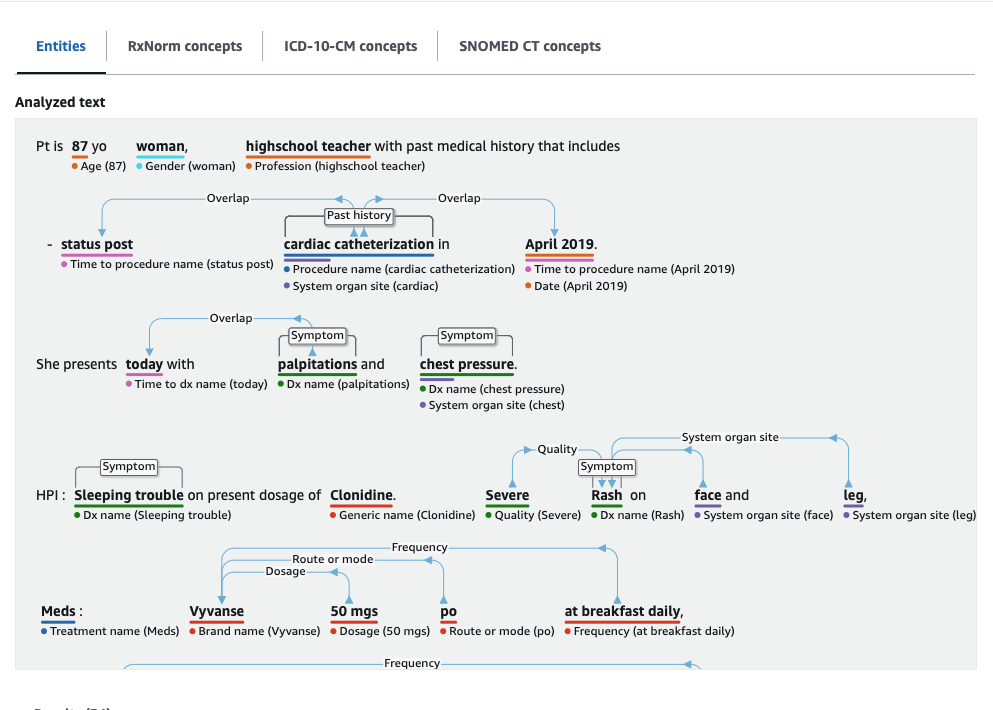 Entities RxNorm concepts ICD-10-CM concepts SNOMED CT concepts
Analyzed text
Pt is 87 yo woman, highschool teacher with past medical history that includes
Age (87) Gender (woman) Profession (highschool teacher)
Overlap Overlap
Past history
- status post cardiac catheterization in April 2019.
Time to procedure name (status post) Procedure name (cardiac catheterization) Time to procedure name (April 2019)
System organ site (cardiac) Date (April 2019)
Overlap
Symptom Symptom
She presents today with palpitations and chest pressure.
Time to dx name (today) Dx name (palpitations) Dx name (chest pressure)
System organ site (chest)
System organ site
Quality
Symptom Symptom
HPI : Sleeping trouble on present dosage of Clonidine. Severe Rash on face and leg,
Dx name (Sleeping trouble) Generic name (Clonidine) Quality (Severe) Dx name (Rash) System organ site (face) System organ site (leg)
Frequency
Route or mode
Dosage
Meds : Vyvanse 50 mgs po at breakfast daily,
Treatment name (Meds) Brand name (Vyvanse) Dosage (50 mgs) Route or mode (po) Frequency (at breakfast daily)
Frequency